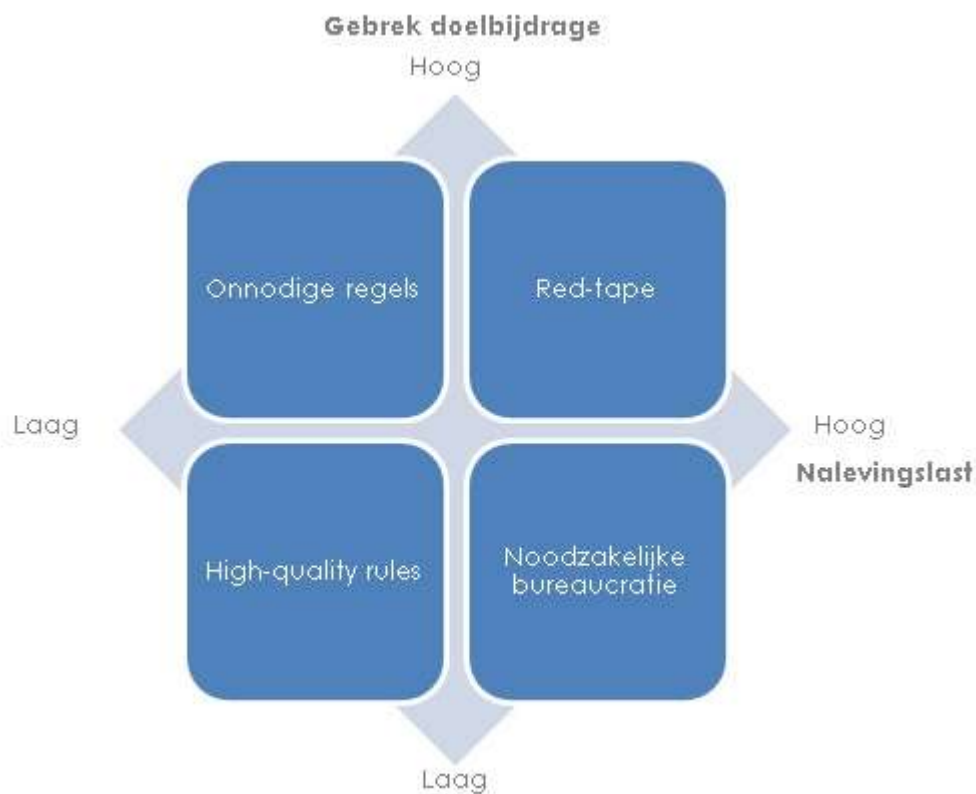 Gebrek doelbijdrage
Hoog
Onnodige regels
Red-tape
Laag
Hoog
Nalevingslast
High-quality rules
Noodzakelijke
bureaucratie
Laag